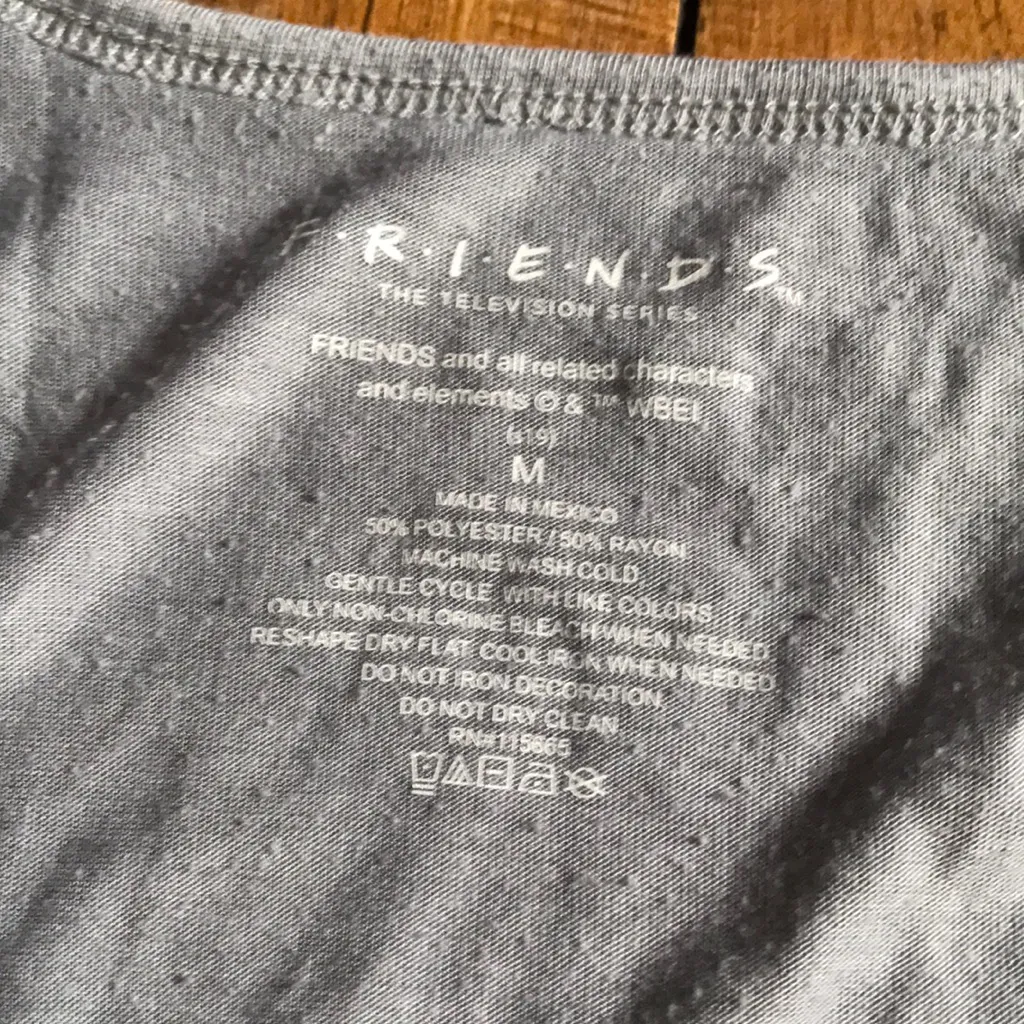 F·R·I·E·N·D·S™
THE TELEVISION SERIES
FRIENDS and all related characters
and elements © & ™ WBEI
(s19)
M
MADE IN MEXICO
50% POLYESTER / 50% RAYON
MACHINE WASH COLD
GENTLE CYCLE WITH LIKE COLORS
ONLY NON-CHLORINE BLEACH WHEN NEEDED
RESHAPE DRY FLAT COOL IRON WHEN NEEDED
DO NOT IRON DECORATION
DO NOT DRY CLEAN
RN#115665